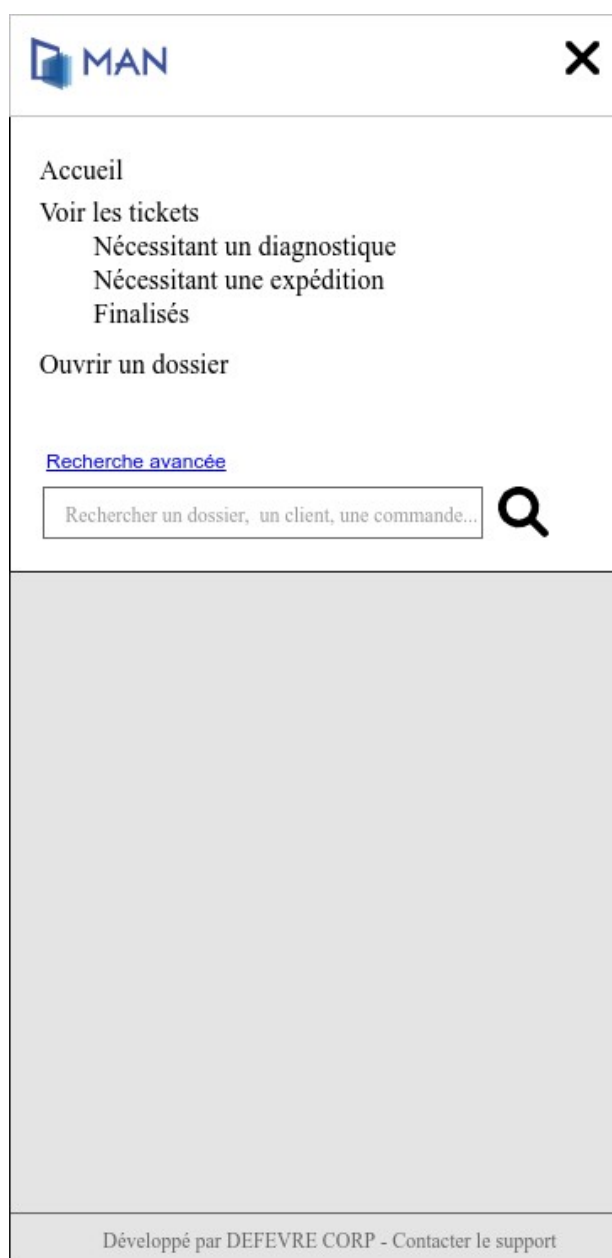 MAN
Accueil
Voir les tickets
Nécessitant un diagnostique
Nécessitant une expédition
Finalisés
Ouvrir un dossier
Recherche avancée
Rechercher un dossier, un client, une commande...
Développé par DEFEVRE CORP - Contacter le support